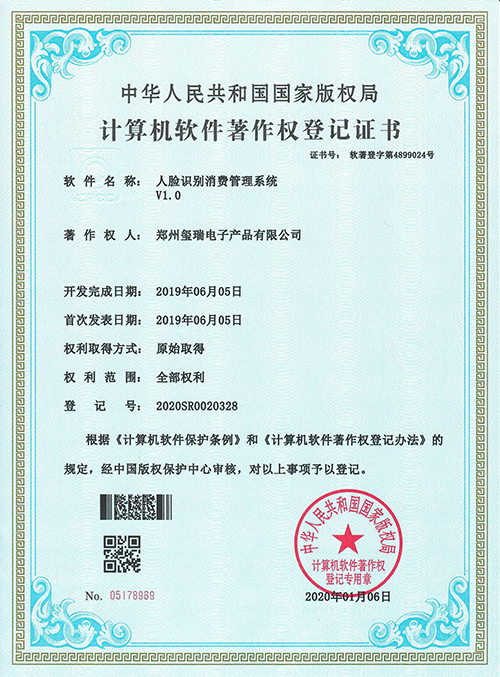 中华人民共和国国家版权局
计算机软件著作权登记证书
证书号： 软著登字第4899024号
软件名称： 人脸识别消费管理系统
V1.0
著作权人： 郑州玺瑞电子产品有限公司
开发完成日期： 2019年06月05日
首次发表日期： 2019年06月05日
权利取得方式： 原始取得
权利范围： 全部权利
登记号： 2020SR0020328
根据《计算机软件保护条例》和《计算机软件著作权登记办法》的
规定，经中国版权保护中心审核，对以上事项予以登记。
中华人民共和国国家版权局
计算机软件著作权
登记专用章
No. 05178989
2020年01月06日